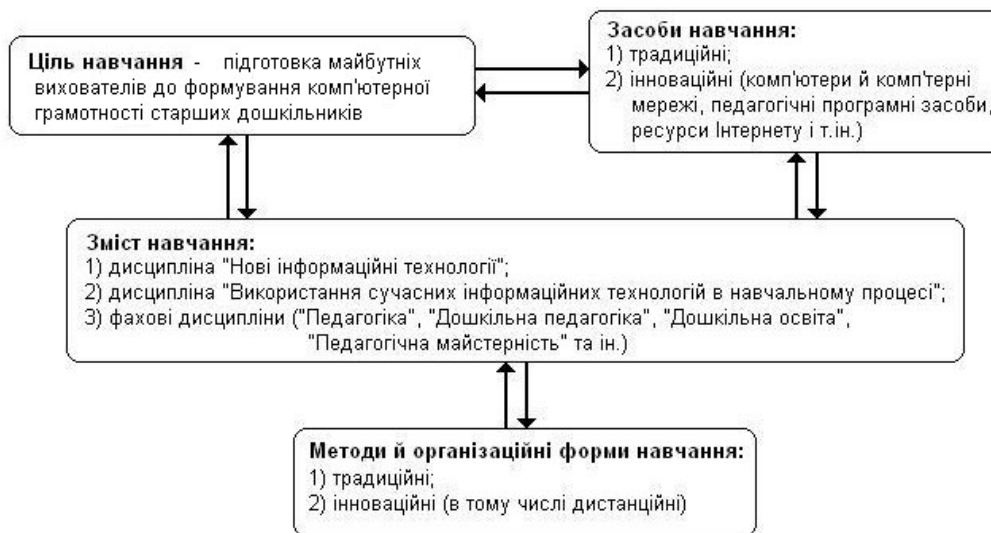 Ціль навчання - підготовка майбутніх
вихователів до формування комп'ютерної
грамотності старших дошкільників
Засоби навчання:
1) традиційні;
2) інноваційні (комп'ютери й комп'терні
мережі, педагогічні програмні засоби,
ресурси Інтернету і т.ін.)
Зміст навчання:
1) дисципліна "Нові інформаційні технології";
2) дисципліна "Використання сучасних інформаційних технологій в навчальному процесі";
3) фахові дисципліни ("Педагогіка", "Дошкільна педагогіка", "Дошкільна освіта",
"Педагогічна майстерність" та ін.)
Методи й організаційні форми навчання:
1) традиційні;
2) інноваційні (в тому числі дистанційні)